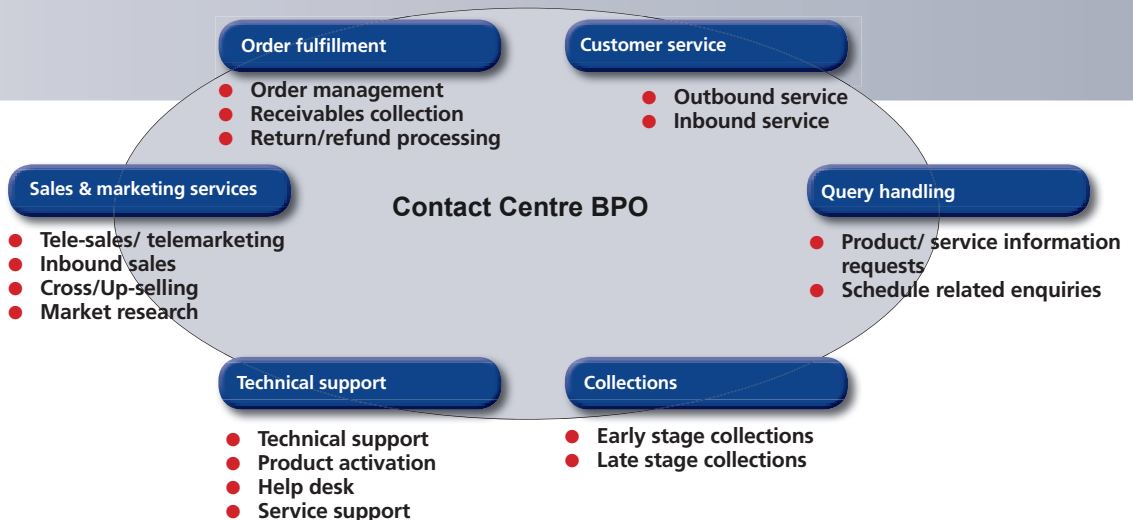 Order fulfillment
Order management
Receivables collection
Return/refund processing
Customer service
Outbound service
Inbound service
Sales & marketing services
Tele-sales/ telemarketing
Inbound sales
Cross/Up-selling
Market research
Contact Centre BPO
Query handling
Product/ service information
requests
Schedule related enquiries
Technical support
Technical support
Product activation
Help desk
Service support
Collections
Early stage collections
Late stage collections